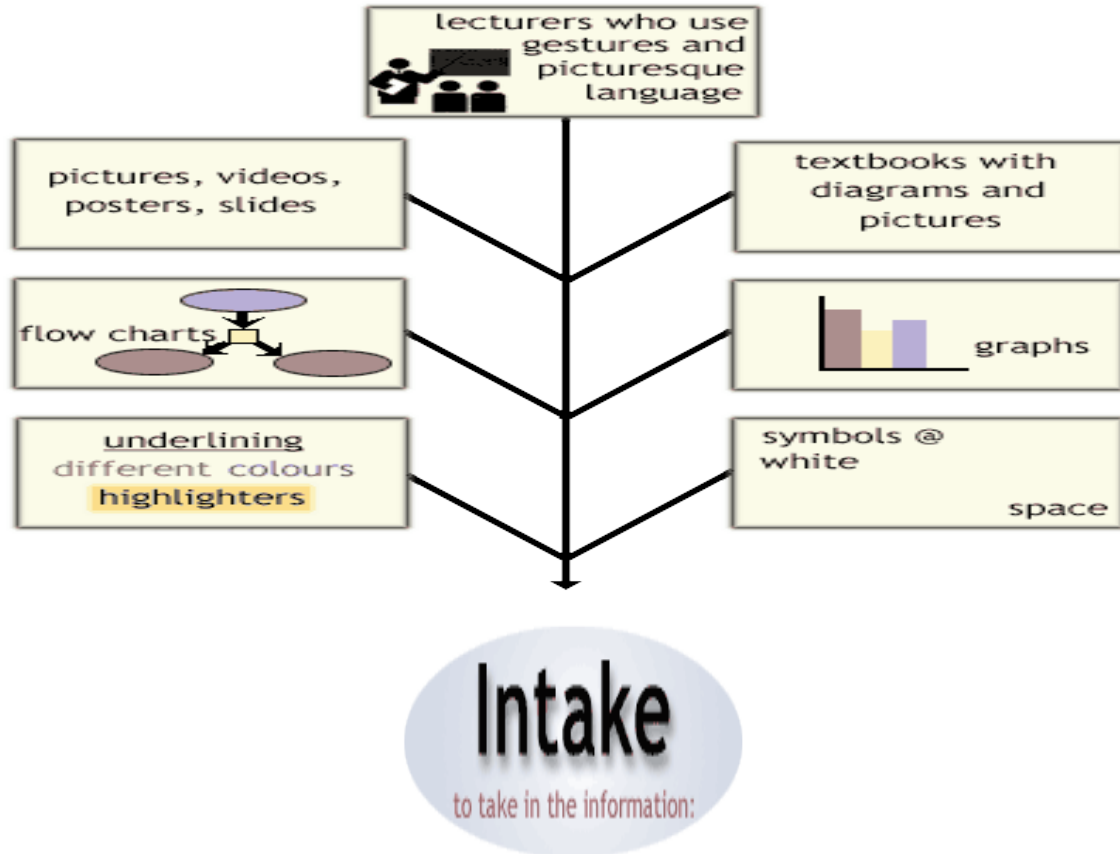 lecturers who use
gestures and
picturesque
language
pictures, videos,
posters, slides
textbooks with
diagrams and
pictures
flow charts
graphs
underlining
different colours
highlighters
symbols @
white
space
Intake
to take in the information: